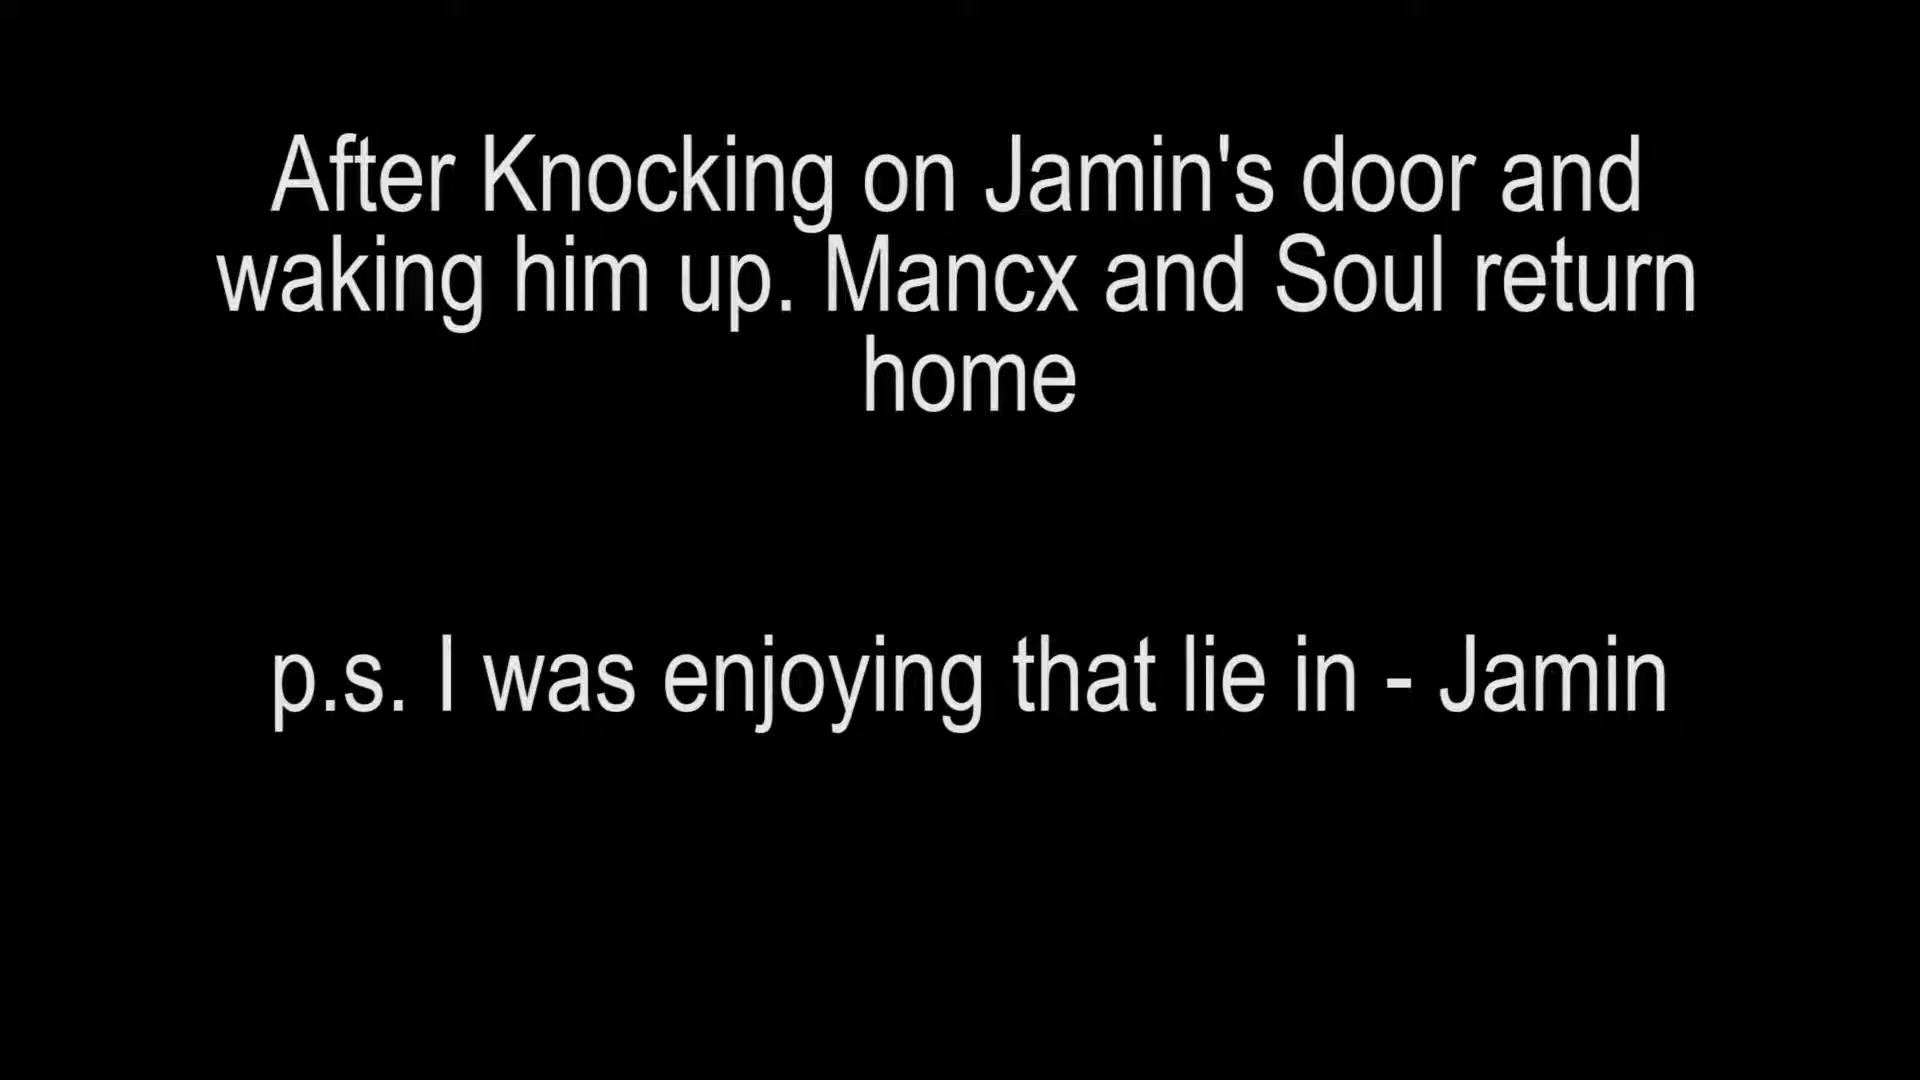 After Knocking on Jamin's door and
waking him up. Mancx and Soul return
home
p.s. I was enjoying that lie in - Jamin